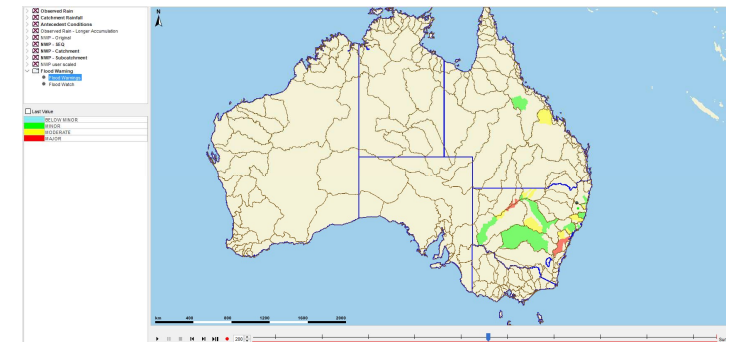 Observed Rain
Catchment Rainfall
Antecedent Conditions
Observed Rain - Longer Accumulation
NWP - Original
NWP - SEQ
NWP - Catchment
NWP - Subcatchment
NWP user scaled
Flood Warning
Flood Warnings
Flood Watch
Last Value
BELOW MINOR
MINOR
MODERATE
MAJOR
N
km 400 800 1200 1600 2000
200